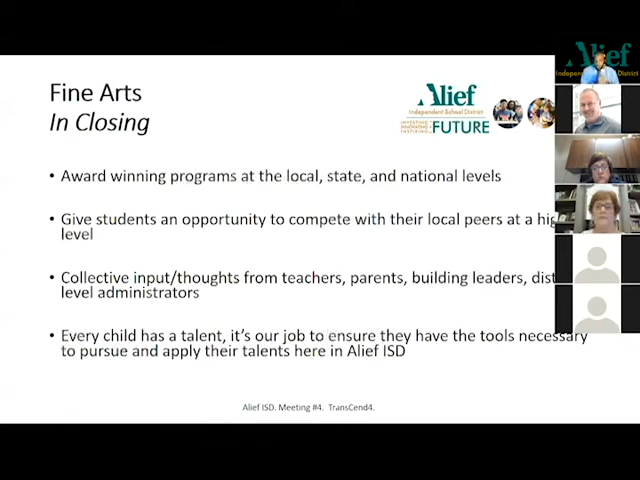 Alief
Independent District
Fine Arts
In Closing
Alief
Independent School District
INVESTING
INNOVATING
INSPIRING
FUTURE
• Award winning programs at the local, state, and national levels
• Give students an opportunity to compete with their local peers at a
level
• Collective input/thoughts from teachers, parents, building leaders,
level administrators
• Every child has a talent, it’s our job to ensure they have the tools necessary
to pursue and apply their talents here in Alief ISD
Alief ISD. Meeting #4. TransCend4.